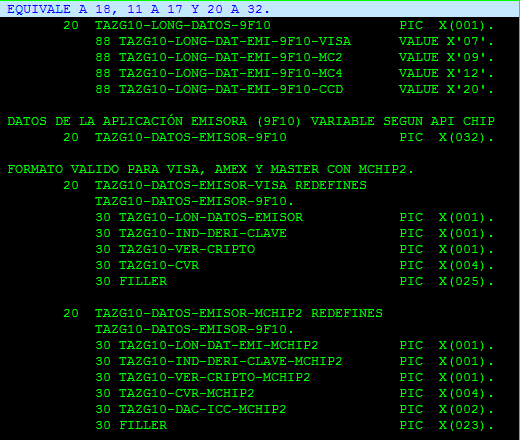 EQUIVALE A 18, 11 A 17 Y 20 A 32.
20 TAZG10-LONG-DATOS-9F10 PIC X(001).
88 TAZG10-LONG-DAT-EMI-9F10-VISA VALUE X'07'.
88 TAZG10-LONG-DAT-EMI-9F10-MC2 VALUE X'09'.
88 TAZG10-LONG-DAT-EMI-9F10-MC4 VALUE X'12'.
88 TAZG10-LONG-DAT-EMI-9F10-CCD VALUE X'20'.
DATOS DE LA APLICACIÓN EMISORA (9F10) VARIABLE SEGUN API CHIP
20 TAZG10-DATOS-EMISOR-9F10 PIC X(032).
FORMATO VALIDO PARA VISA, AMEX Y MASTER CON MCHIP2.
20 TAZG10-DATOS-EMISOR-VISA REDEFINES
TAZG10-DATOS-EMISOR-9F10.
30 TAZG10-LON-DATOS-EMISOR PIC X(001).
30 TAZG10-IND-DERI-CLAVE PIC X(001).
30 TAZG10-VER-CRIPTO PIC X(001).
30 TAZG10-CVR PIC X(004).
30 FILLER PIC X(025).
20 TAZG10-DATOS-EMISOR-MCHIP2 REDEFINES
TAZG10-DATOS-EMISOR-9F10.
30 TAZG10-LON-DAT-EMI-MCHIP2 PIC X(001).
30 TAZG10-IND-DERI-CLAVE-MCHIP2 PIC X(001).
30 TAZG10-VER-CRIPTO-MCHIP2 PIC X(001).
30 TAZG10-CVR-MCHIP2 PIC X(004).
30 TAZG10-DAC-ICC-MCHIP2 PIC X(002).
30 FILLER PIC X(023).